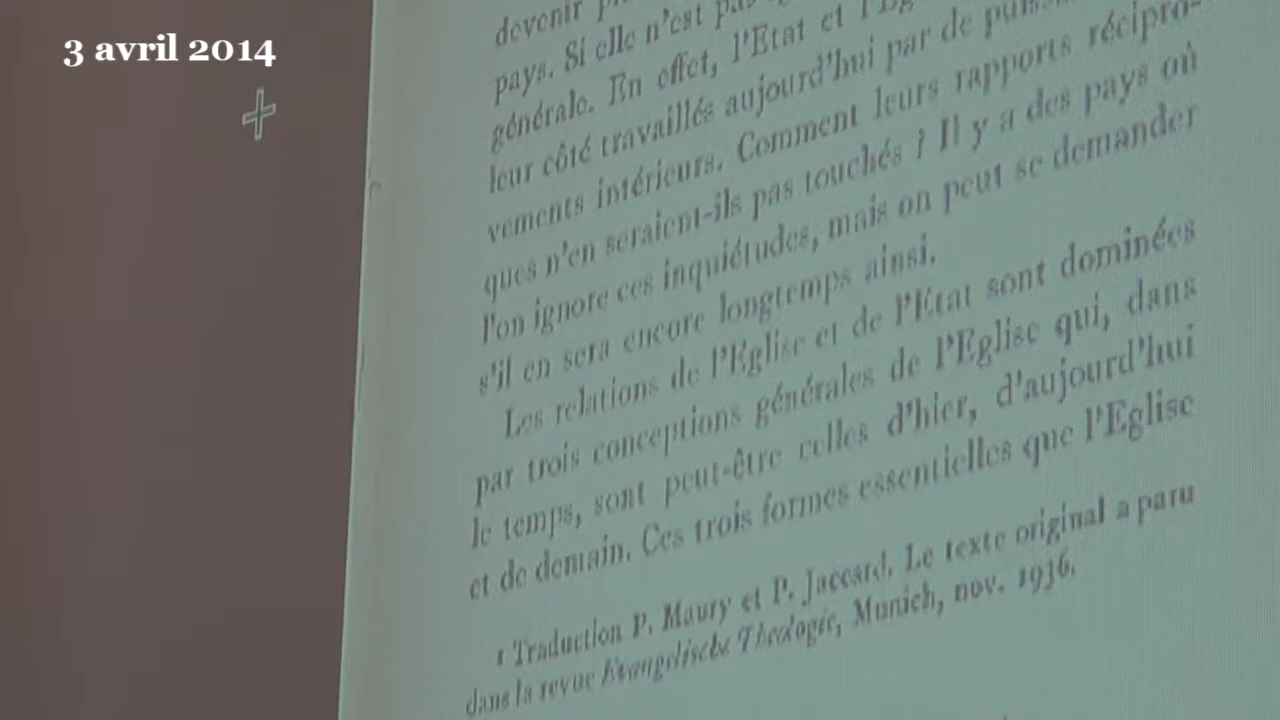 3 avril 2014
devenir
pays. Si elle n'est pas
générale. En effet, l'Etat et l'Eg
leur côté travaillés aujourd'hui par de puiss
vements intérieurs. Comment leurs rapports récipro-
ques n'en seraient-ils pas touchés ? Il y a des pays où
l'on ignore ces inquiétudes, mais on peut se demander
s'il en sera encore longtemps ainsi.
Les relations de l'Eglise et de l'Etat sont dominées
par trois conceptions générales de l'Eglise qui, dans
le temps, sont peut-être celles d'hier, d'aujourd'hui
et de demain. Ces trois formes essentielles que l'Eglise
1 Traduction P. Maury et P. Jaccard. Le texte original a paru
dans la revue Evangelische Theologie, Munich, nov. 1936.